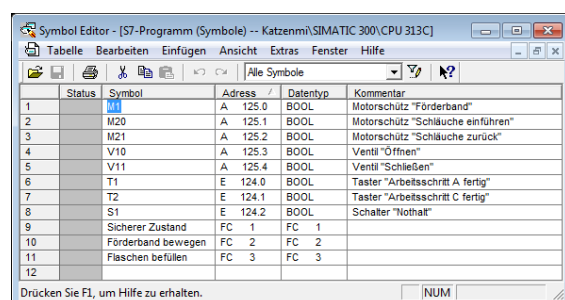 Symbol Editor - [S7-Programm (Symbole) -- Katzenmi\SIMATIC 300\CPU 313C]
Tabelle Bearbeiten Einfügen Ansicht Extras Fenster Hilfe
Alle Symbole
Status Symbol Adress / Datentyp Kommentar
1 M1 A 125.0 BOOL Motorschütz "Förderband"
2 M20 A 125.1 BOOL Motorschütz "Schläuche einführen"
3 M21 A 125.2 BOOL Motorschütz "Schläuche zurück"
4 V10 A 125.3 BOOL Ventil "Öffnen"
5 V11 A 125.4 BOOL Ventil "Schließen"
6 T1 E 124.0 BOOL Taster "Arbeitsschritt A fertig"
7 T2 E 124.1 BOOL Taster "Arbeitsschritt C fertig"
8 S1 E 124.2 BOOL Schalter "Nothalt"
9 Sicherer Zustand FC 1 FC 1
10 Förderband bewegen FC 2 FC 2
11 Flaschen befüllen FC 3 FC 3
12
Drücken Sie F1, um Hilfe zu erhalten. NUM